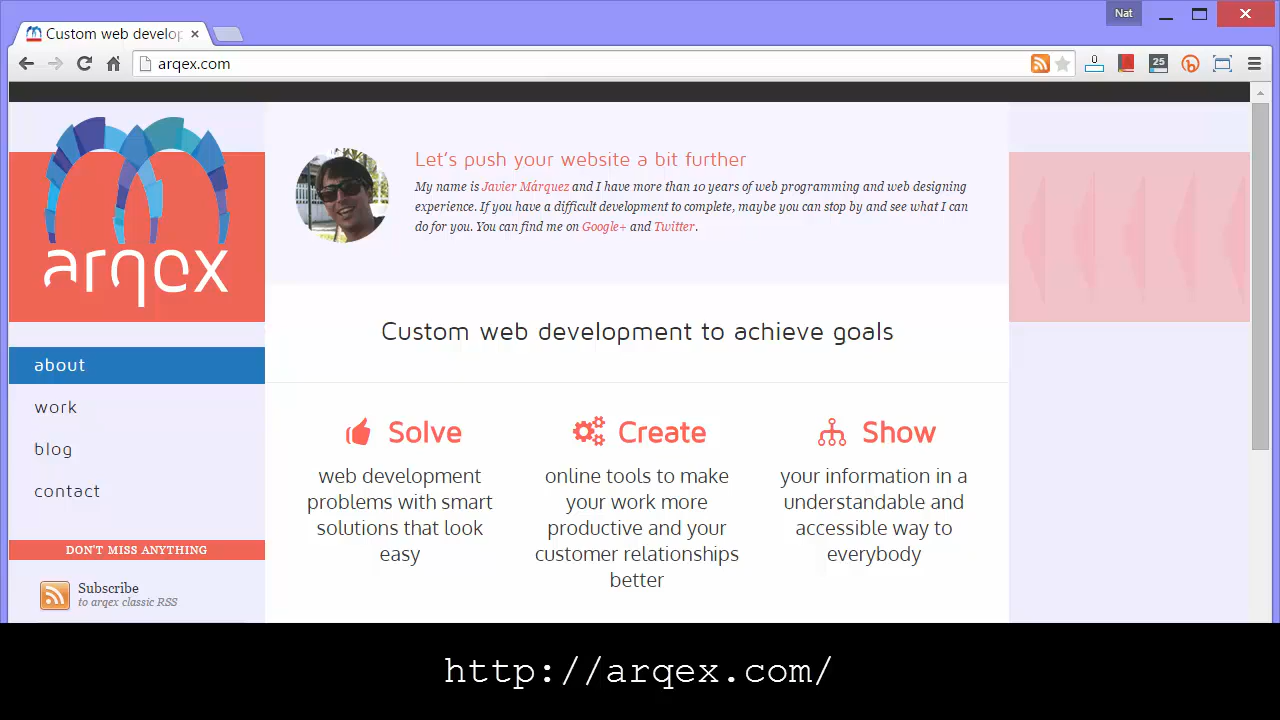 Nat
Custom web develop
arqex.com
0
25
arqex
Let's push your website a bit further
My name is Javier Márquez and I have more than 10 years of web programming and web designing
experience. If you have a difficult development to complete, maybe you can stop by and see what I can
do for you. You can find me on Google+ and Twitter.
Custom web development to achieve goals
about
work
blog
contact
Solve
web development
problems with smart
solutions that look
easy
Create
online tools to make
your work more
productive and your
customer relationships
better
Show
your information in a
understandable and
accessible way to
everybody
DON'T MISS ANYTHING
Subscribe
to arqex classic RSS
http://arqex.com/